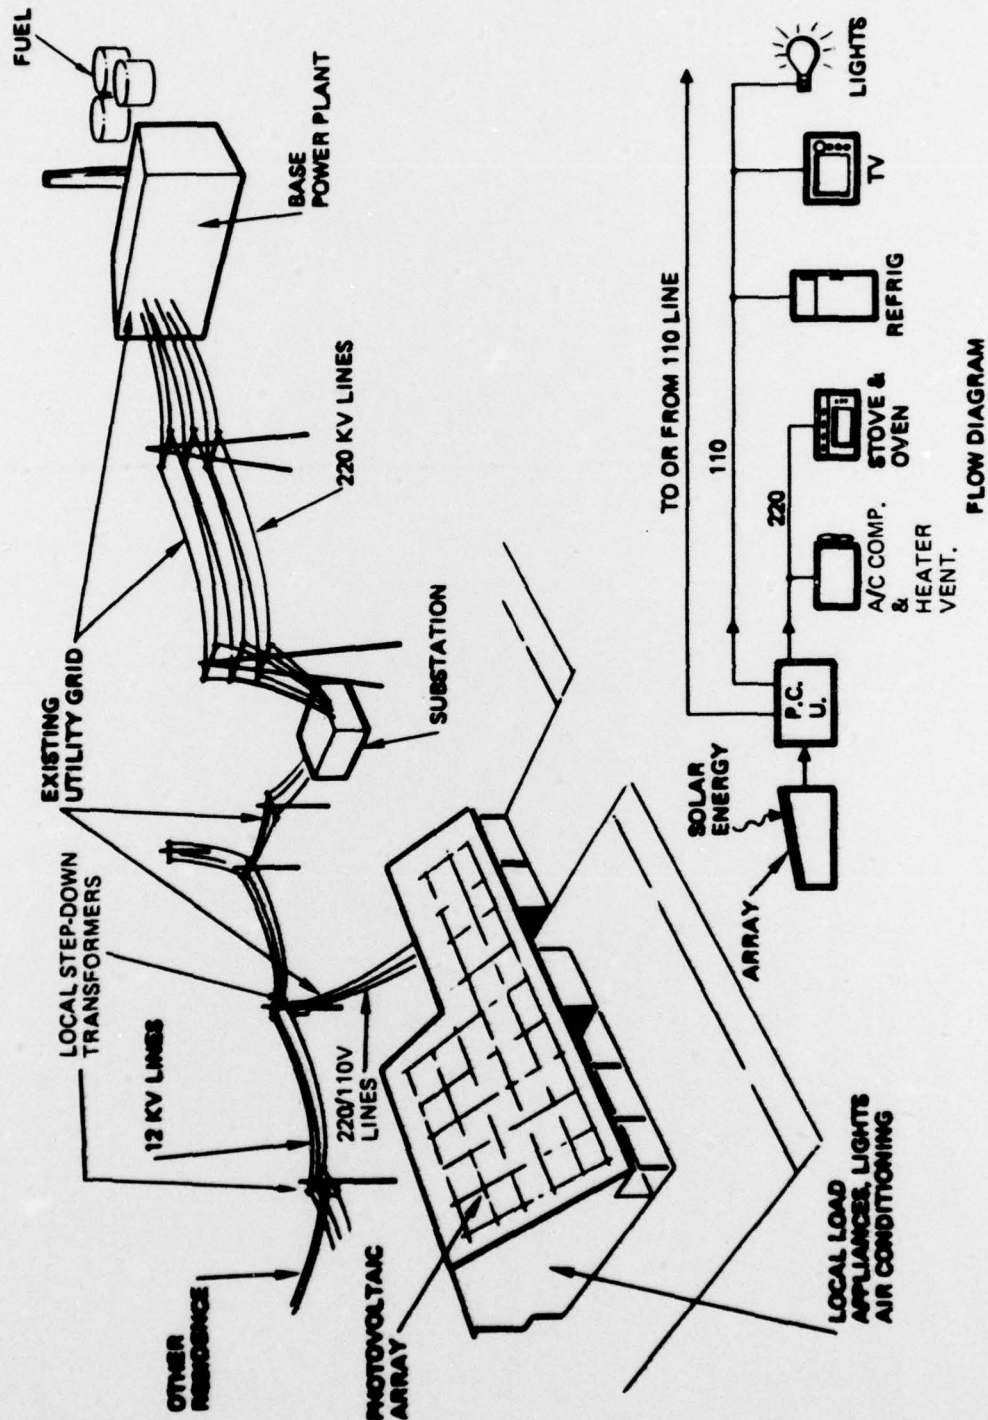 FUEL
BASE
POWER PLANT
220 KV LINES
EXISTING
UTILITY GRID
SUBSTATION
LOCAL STEP-DOWN
TRANSFORMERS
12 KV LINES
220/110V
LINES
OTHER
RESIDENCE
PHOTOVOLTAIC
ARRAY
LOCAL LOAD
APPLIANCES, LIGHTS
AIR CONDITIONING
TO OR FROM 110 LINE
110
220
SOLAR
ENERGY
ARRAY
P.C.
U.
A/C COMP.
&
HEATER
VENT.
STOVE &
OVEN
REFRIG
TV
LIGHTS
FLOW DIAGRAM